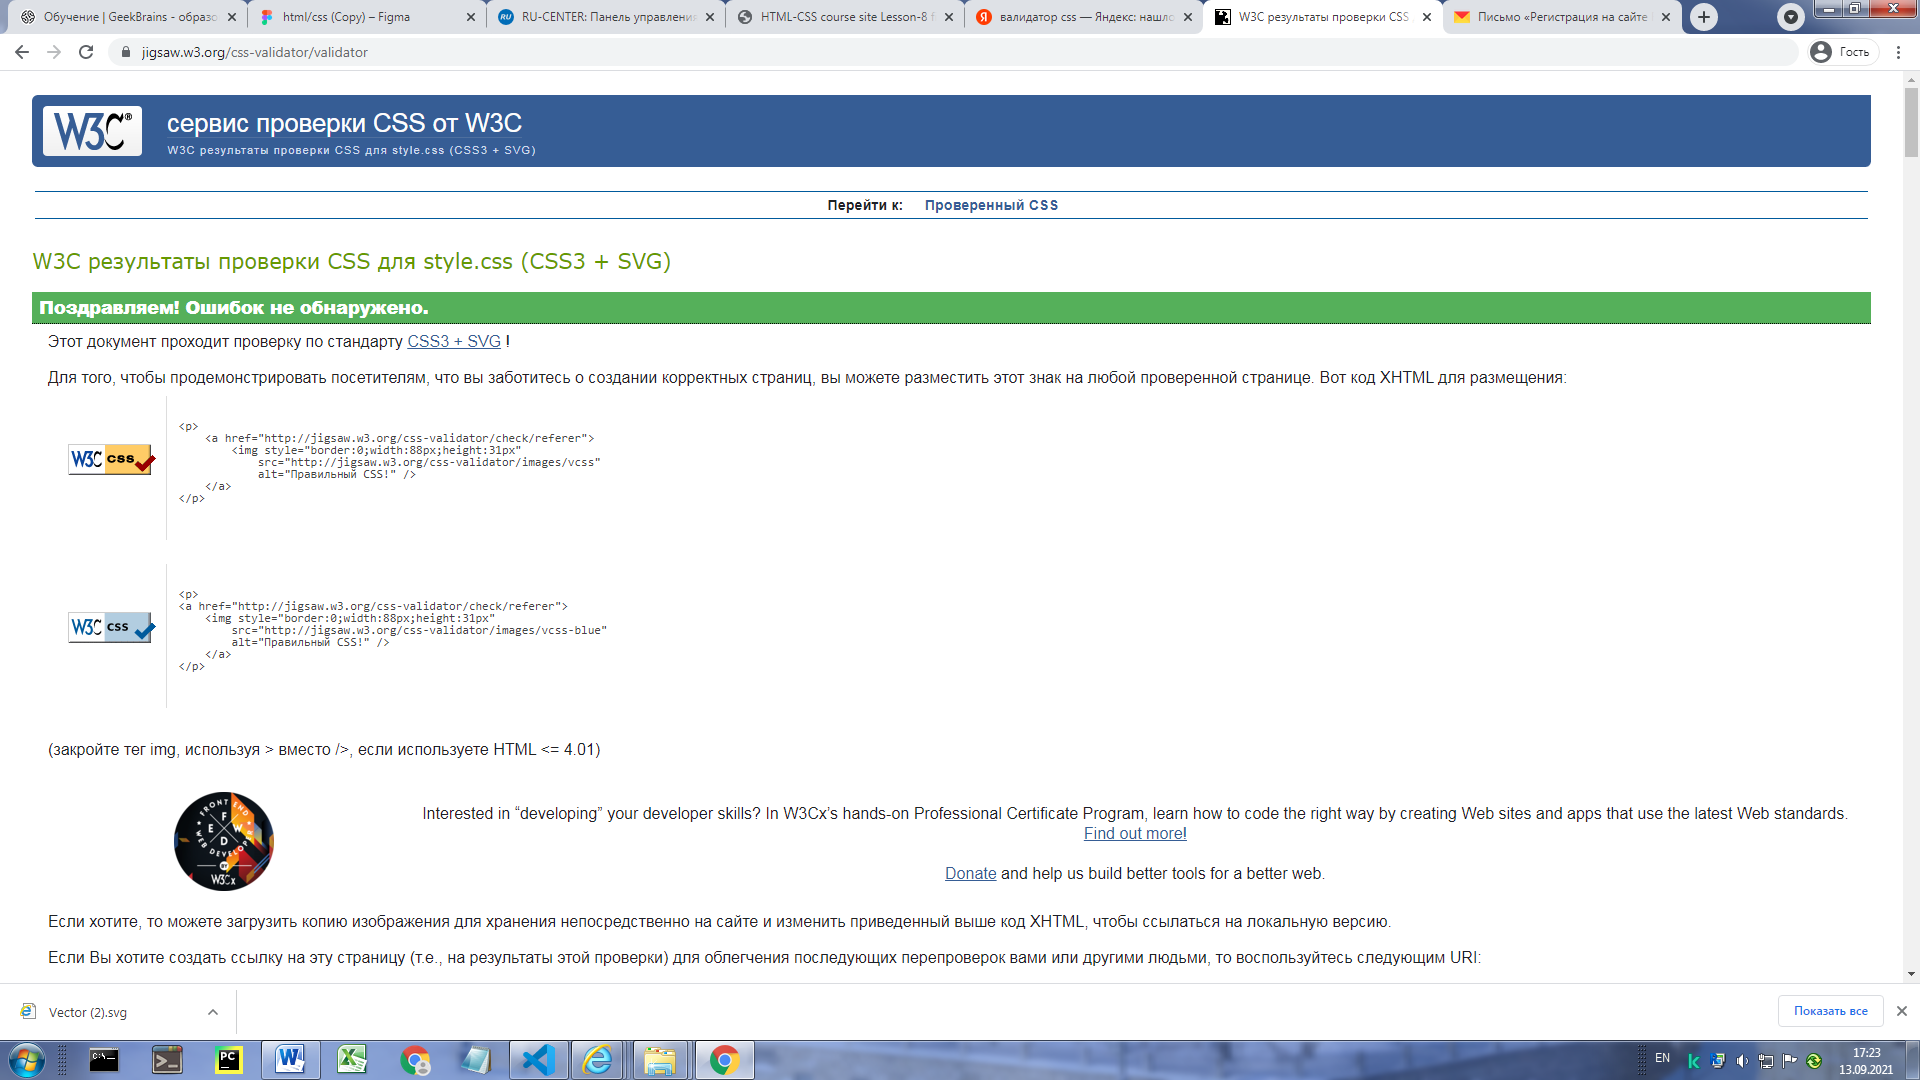 Обучение | GeekBrains - образо
html/css (Copy) – Figma
RU-CENTER: Панель управления
HTML-CSS course site Lesson-8 f
валидатор css — Яндекс: нашло
W3C результаты проверки CSS
Письмо «Регистрация на сайте
jigsaw.w3.org/css-validator/validator
Гость
W3C®
сервис проверки CSS от W3C
W3C результаты проверки CSS для style.css (CSS3 + SVG)
Перейти к: Проверенный CSS
W3C результаты проверки CSS для style.css (CSS3 + SVG)
Поздравляем! Ошибок не обнаружено.
Этот документ проходит проверку по стандарту CSS3 + SVG !
Для того, чтобы продемонстрировать посетителям, что вы заботитесь о создании корректных страниц, вы можете разместить этот знак на любой проверенной странице. Вот код XHTML для размещения:
W3C css
<p>
<a href="http://jigsaw.w3.org/css-validator/check/referer">
<img style="border:0;width:88px;height:31px"
src="http://jigsaw.w3.org/css-validator/images/vcss"
alt="Правильный CSS!" />
</a>
</p>
W3C css
<p>
<a href="http://jigsaw.w3.org/css-validator/check/referer">
<img style="border:0;width:88px;height:31px"
src="http://jigsaw.w3.org/css-validator/images/vcss-blue"
alt="Правильный CSS!" />
</a>
</p>
(закройте тег img, используя > вместо />, если используете HTML <= 4.01)
FRONT END
WEB DEVELOPER
F E W D
W3Cx
Interested in “developing” your developer skills? In W3Cx’s hands-on Professional Certificate Program, learn how to code the right way by creating Web sites and apps that use the latest Web standards.
Find out more!
Donate and help us build better tools for a better web.
Если хотите, то можете загрузить копию изображения для хранения непосредственно на сайте и изменить приведенный выше код XHTML, чтобы ссылаться на локальную версию.
Если Вы хотите создать ссылку на эту страницу (т.е., на результаты этой проверки) для облегчения последующих перепроверок вами или другими людьми, то воспользуйтесь следующим URI:
Vector (2).svg
Показать все
EN
17:23
13.09.2021